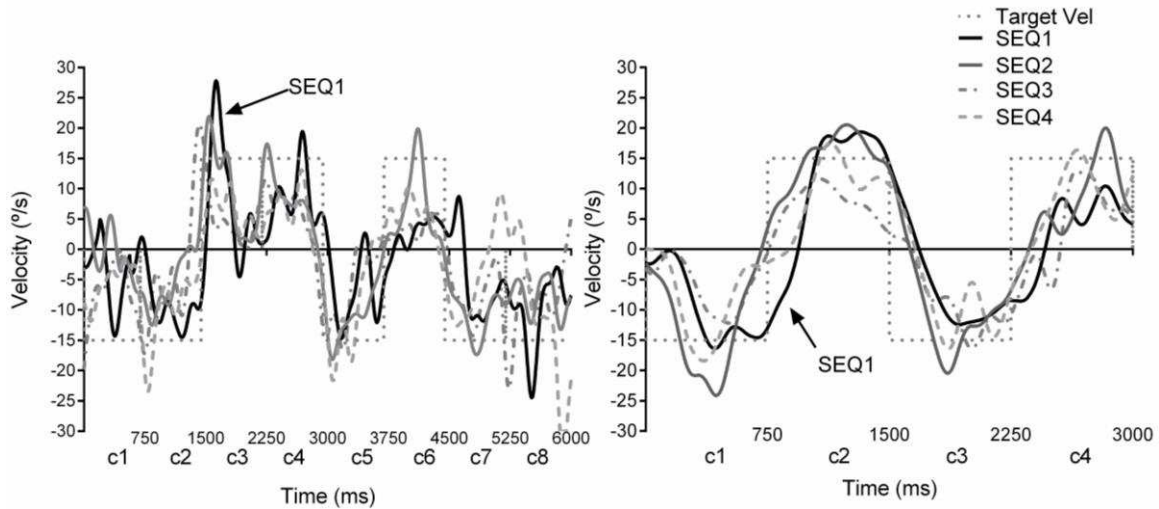 Target Vel
SEQ1
SEQ2
SEQ3
SEQ4
30
25
20
15
10
5
0
-5
-10
-15
-20
-25
-30
Velocity (º/s)
SEQ1
750 1500 2250 3000 3750 4500 5250 6000
c1 c2 c3 c4 c5 c6 c7 c8
Time (ms)
30
25
20
15
10
5
0
-5
-10
-15
-20
-25
-30
Velocity (º/s)
SEQ1
750 1500 2250 3000
c1 c2 c3 c4
Time (ms)